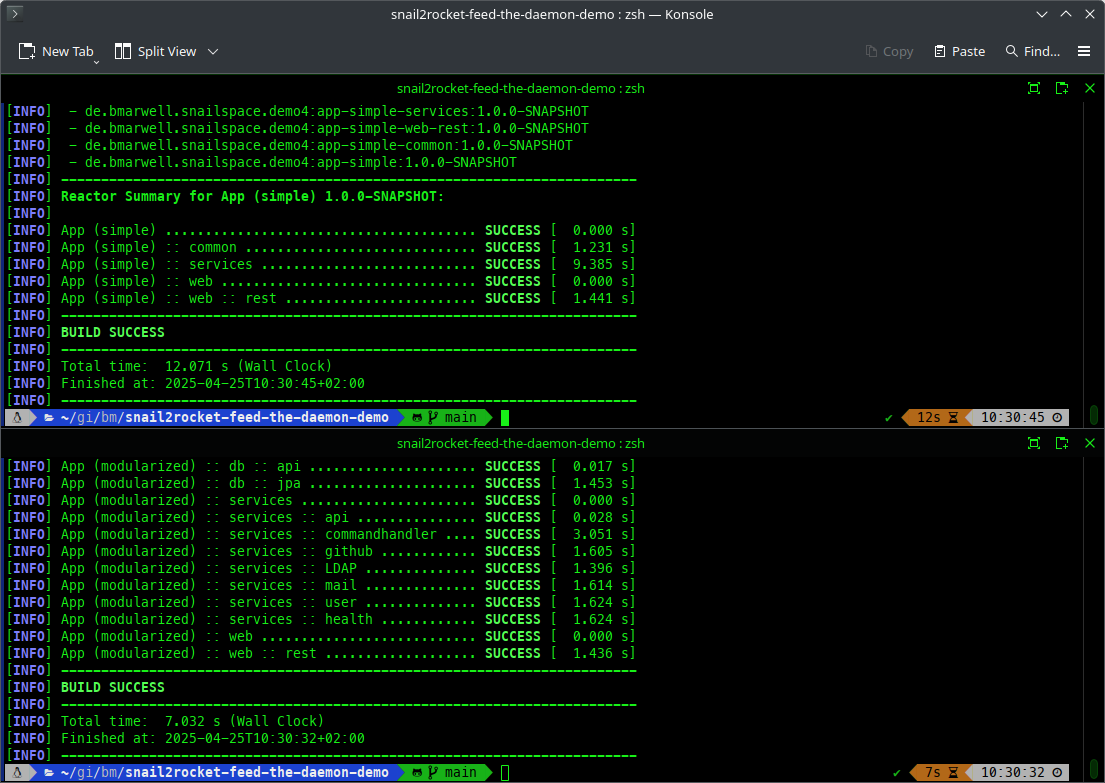 snail2rocket-feed-the-daemon-demo : zsh — Konsole
New Tab Split View Copy Paste Find...
snail2rocket-feed-the-daemon-demo : zsh
[INFO]  - de.bmarwell.snailspace.demo4:app-simple-services:1.0.0-SNAPSHOT
[INFO]  - de.bmarwell.snailspace.demo4:app-simple-web-rest:1.0.0-SNAPSHOT
[INFO]  - de.bmarwell.snailspace.demo4:app-simple-common:1.0.0-SNAPSHOT
[INFO]  - de.bmarwell.snailspace.demo4:app-simple:1.0.0-SNAPSHOT
[INFO] ------------------------------------------------------------------------
[INFO] Reactor Summary for App (simple) 1.0.0-SNAPSHOT:
[INFO]
[INFO] App (simple) ....................................... SUCCESS [  0.000 s]
[INFO] App (simple) :: common ............................. SUCCESS [  1.231 s]
[INFO] App (simple) :: services ........................... SUCCESS [  9.385 s]
[INFO] App (simple) :: web ................................ SUCCESS [  0.000 s]
[INFO] App (simple) :: web :: rest ........................ SUCCESS [  1.441 s]
[INFO] ------------------------------------------------------------------------
[INFO] BUILD SUCCESS
[INFO] ------------------------------------------------------------------------
[INFO] Total time:  12.071 s (Wall Clock)
[INFO] Finished at: 2025-04-25T10:30:45+02:00
[INFO] ------------------------------------------------------------------------
~/gi/bm/snail2rocket-feed-the-daemon-demo main ✔ 12s 10:30:45
snail2rocket-feed-the-daemon-demo : zsh
[INFO] App (modularized) :: db :: api ..................... SUCCESS [  0.017 s]
[INFO] App (modularized) :: db :: jpa ..................... SUCCESS [  1.453 s]
[INFO] App (modularized) :: services ...................... SUCCESS [  0.000 s]
[INFO] App (modularized) :: services :: api ............... SUCCESS [  0.028 s]
[INFO] App (modularized) :: services :: commandhandler .... SUCCESS [  3.051 s]
[INFO] App (modularized) :: services :: github ............ SUCCESS [  1.605 s]
[INFO] App (modularized) :: services :: LDAP .............. SUCCESS [  1.396 s]
[INFO] App (modularized) :: services :: mail .............. SUCCESS [  1.614 s]
[INFO] App (modularized) :: services :: user .............. SUCCESS [  1.624 s]
[INFO] App (modularized) :: services :: health ............ SUCCESS [  1.624 s]
[INFO] App (modularized) :: web ........................... SUCCESS [  0.000 s]
[INFO] App (modularized) :: web :: rest ................... SUCCESS [  1.436 s]
[INFO] ------------------------------------------------------------------------
[INFO] BUILD SUCCESS
[INFO] ------------------------------------------------------------------------
[INFO] Total time:  7.032 s (Wall Clock)
[INFO] Finished at: 2025-04-25T10:30:32+02:00
[INFO] ------------------------------------------------------------------------
~/gi/bm/snail2rocket-feed-the-daemon-demo main ✔ 7s 10:30:32